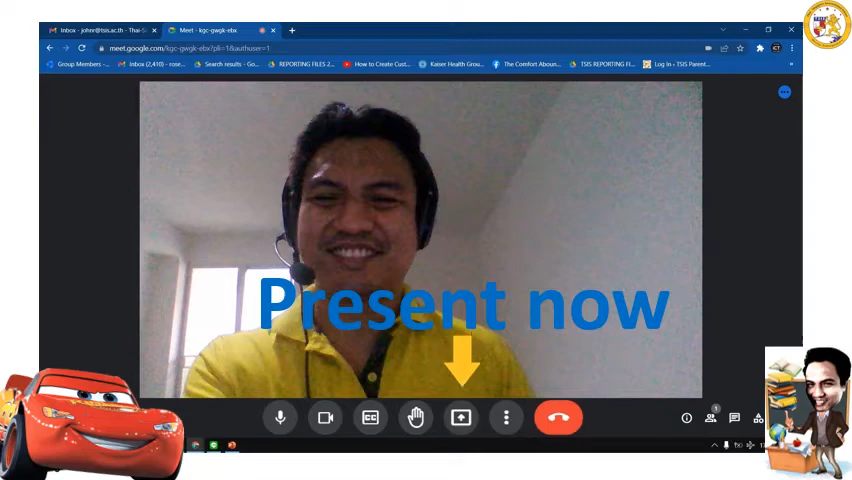 Inbox - johnr@tsis.ac.th - Thai-S
Meet - kgc-gwgk-ebx
meet.google.com/kgc-gwgk-ebx?pli=1&authuser=1
Group Members -...
Inbox (2,410) - rose...
Search results - Go...
REPORTING FILES 2...
How to Create Cust...
Kaiser Health Grou...
The Comfort Aboun...
TSIS REPORTING FI...
Log In ‹ TSIS Parent...
Present now
CC
1